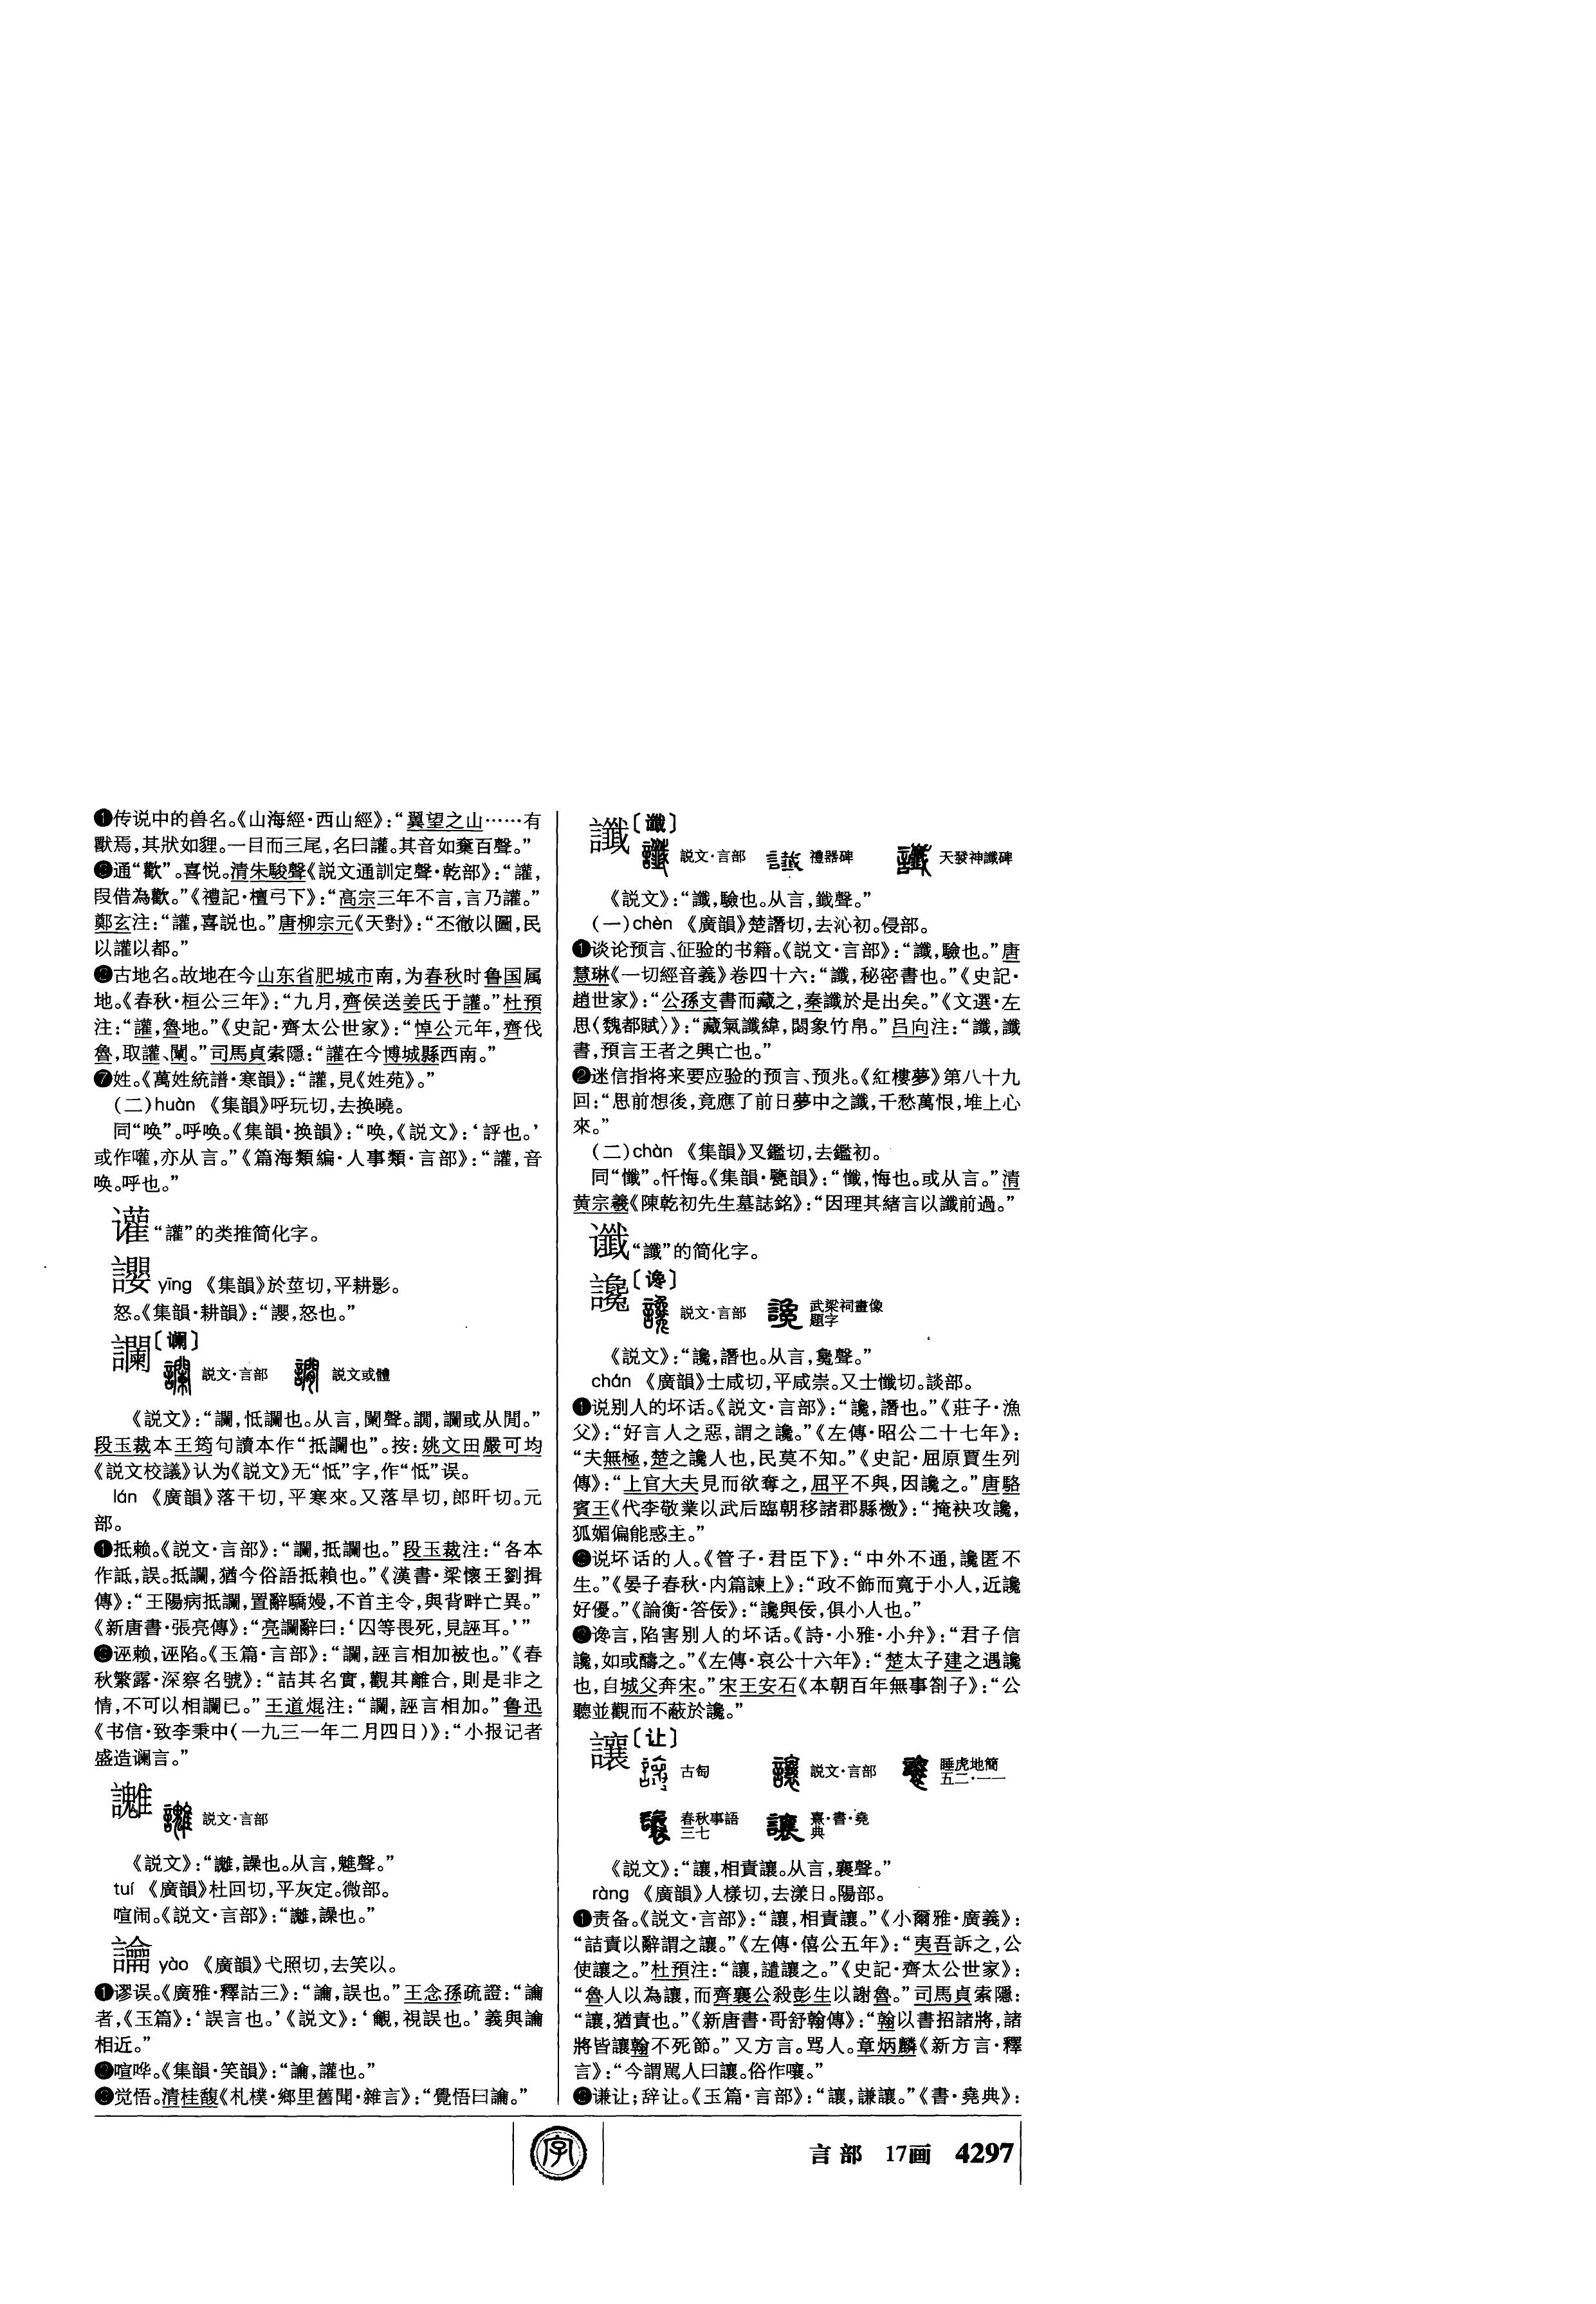 ❹传说中的兽名。《山海經·西山經》：“翼望之山……有
獸焉，其狀如貍。一目而三尾，名曰讙。其音如𡙸百聲。”
❺通“歡”。喜悦。清朱駿聲《説文通訓定聲·乾部》：“讙，
叚借為歡。”《禮記·檀弓下》：“高宗三年不言，言乃讙。”
鄭玄注：“讙，喜説也。”唐柳宗元《天對》：“丕徹以圖，民
以讙以都。”
❻古地名。故地在今山东省肥城市南，为春秋时鲁国属
地。《春秋·桓公三年》：“九月，齊侯送姜氏于讙。”杜預
注：“讙，魯地。”《史記·齊太公世家》：“悼公元年，齊伐
魯，取讙、闡。”司馬貞索隱：“讙在今博城縣西南。”
❼姓。《萬姓統譜·寒韻》：“讙，見《姓苑》。”
(二)huàn 《集韻》呼玩切，去换曉。
同“唤”。呼唤。《集韻·换韻》：“唤，《説文》：‘評也。’
或作嚾，亦从言。”《篇海類編·人事類·言部》：“讙，音
唤。呼也。”
𰶎 “讙”的类推简化字。
譻 yīng 《集韻》於莖切，平耕影。
怒。《集韻·耕韻》：“譻，怒也。”
讕〔谰〕
説文·言部 説文或體
《説文》：“讕，怟讕也。从言，闌聲。𧬘，讕或从閒。”
段玉裁本王筠句讀本作“抵讕也”。按：姚文田嚴可均
《説文校議》认为《説文》无“怟”字，作“怟”误。
lán 《廣韻》落干切，平寒來。又落旱切，郎旰切。元
部。
❶抵赖。《説文·言部》：“讕，抵讕也。”段玉裁注：“各本
作詆，誤。抵讕，猶今俗語抵賴也。”《漢書·梁懷王劉揖
傳》：“王陽病抵讕，置辭驕嫚，不首主令，與背畔亡異。”
《新唐書·張亮傳》：“亮讕辭曰：‘囚等畏死，見誣耳。’”
❷诬赖，诬陷。《玉篇·言部》：“讕，誣言相加被也。”《春
秋繁露·深察名號》：“詰其名實，觀其離合，則是非之
情，不可以相讕已。”王道焜注：“讕，誣言相加。”鲁迅
《书信·致李秉中(一九三一年二月四日)》：“小报记者
盛造谰言。”
讙 説文·言部
《説文》：“，譟也。从言，魋聲。”
tuí 《廣韻》杜回切，平灰定。微部。
喧闹。《説文·言部》：“，譟也。”
論 yào 《廣韻》弋照切，去笑以。
❶谬误。《廣雅·釋詁三》：“，誤也。”王念孫疏證：“
者，《玉篇》：‘誤言也。’《説文》：‘覦，視誤也。’義與
相近。”
❷喧哗。《集韻·笑韻》：“，讙也。”
❸觉悟。清桂馥《札樸·鄉里舊聞·雜言》：“覺悟曰。”
讖〔谶〕
説文·言部 禮器碑 天發神讖碑
《説文》：“讖，驗也。从言，韱聲。”
(一)chèn 《廣韻》楚譖切，去沁初。侵部。
❶谈论预言、征验的书籍。《説文·言部》：“讖，驗也。”唐
慧琳《一切經音義》卷四十六：“讖，秘密書也。”《史記·
趙世家》：“公孫支書而藏之，秦讖於是出矣。”《文選·左
思〈魏都賦〉》：“藏氣讖緯，閟象竹帛。”吕向注：“讖，讖
書，預言王者之興亡也。”
❷迷信指将来要应验的预言、预兆。《紅樓夢》第八十九
回：“思前想後，竟應了前日夢中之讖，千愁萬恨，堆上心
來。”
(二)chàn 《集韻》叉鑑切，去鑑初。
同“懺”。忏悔。《集韻·甕韻》：“懺，悔也。或从言。”清
黄宗羲《陳乾初先生墓誌銘》：“因理其緒言以讖前過。”
谶 “讖”的简化字。
讒〔谗〕
説文·言部 武梁祠畫像
題字
《説文》：“讒，譖也。从言，毚聲。”
chán 《廣韻》士咸切，平咸崇。又士懺切。談部。
❶说别人的坏话。《説文·言部》：“讒，譖也。”《莊子·漁
父》：“好言人之惡，謂之讒。”《左傳·昭公二十七年》：
“夫無極，楚之讒人也，民莫不知。”《史記·屈原賈生列
傳》：“上官大夫見而欲奪之，屈平不與，因讒之。”唐駱
賓王《代李敬業以武后臨朝移諸郡縣檄》：“掩袂攻讒，
狐媚偏能惑主。”
❷说坏话的人。《管子·君臣下》：“中外不通，讒匿不
生。”《晏子春秋·内篇諫上》：“政不飾而寬于小人，近讒
好優。”《論衡·答佞》：“讒與佞，俱小人也。”
❸谗言，陷害别人的坏话。《詩·小雅·小弁》：“君子信
讒，如或醻之。”《左傳·哀公十六年》：“楚太子建之遇讒
也，自城父奔宋。”宋王安石《本朝百年無事劄子》：“公
聽並觀而不蔽於讒。”
讓〔让〕
古匋 説文·言部 睡虎地簡
五二·一一
春秋事語
三七 熹·書·堯
典
《説文》：“讓，相責讓。从言，襄聲。”
ràng 《廣韻》人樣切，去漾日。陽部。
❶责备。《説文·言部》：“讓，相責讓。”《小爾雅·廣義》：
“詰責以辭謂之讓。”《左傳·僖公五年》：“夷吾訴之，公
使讓之。”杜預注：“讓，譴讓之。”《史記·齊太公世家》：
“魯人以為讓，而齊襄公殺彭生以謝魯。”司馬貞索隱：
“讓，猶責也。”《新唐書·哥舒翰傳》：“翰以書招諸將，諸
將皆讓翰不死節。”又方言。骂人。章炳麟《新方言·釋
言》：“今謂罵人曰讓。俗作嚷。”
❷谦让；辞让。《玉篇·言部》：“讓，謙讓。”《書·堯典》：
字
言部 17画 4297